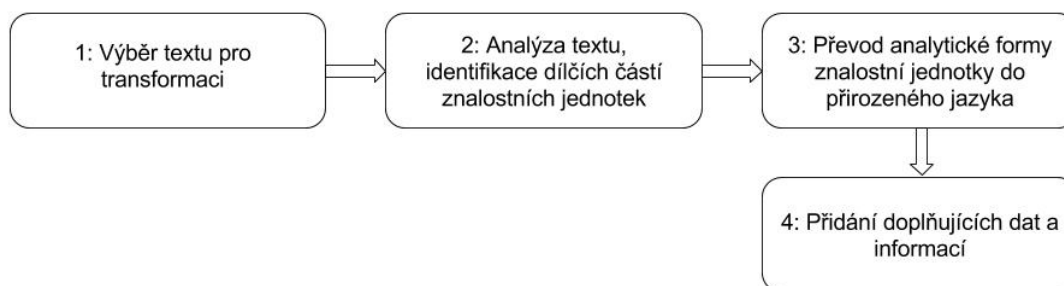 1: Výběr textu pro
transformaci
2: Analýza textu,
identifikace dílčích částí
znalostních jednotek
3: Převod analytické formy
znalostní jednotky do
přirozeného jazyka
4: Přidání doplňujících dat a
informací